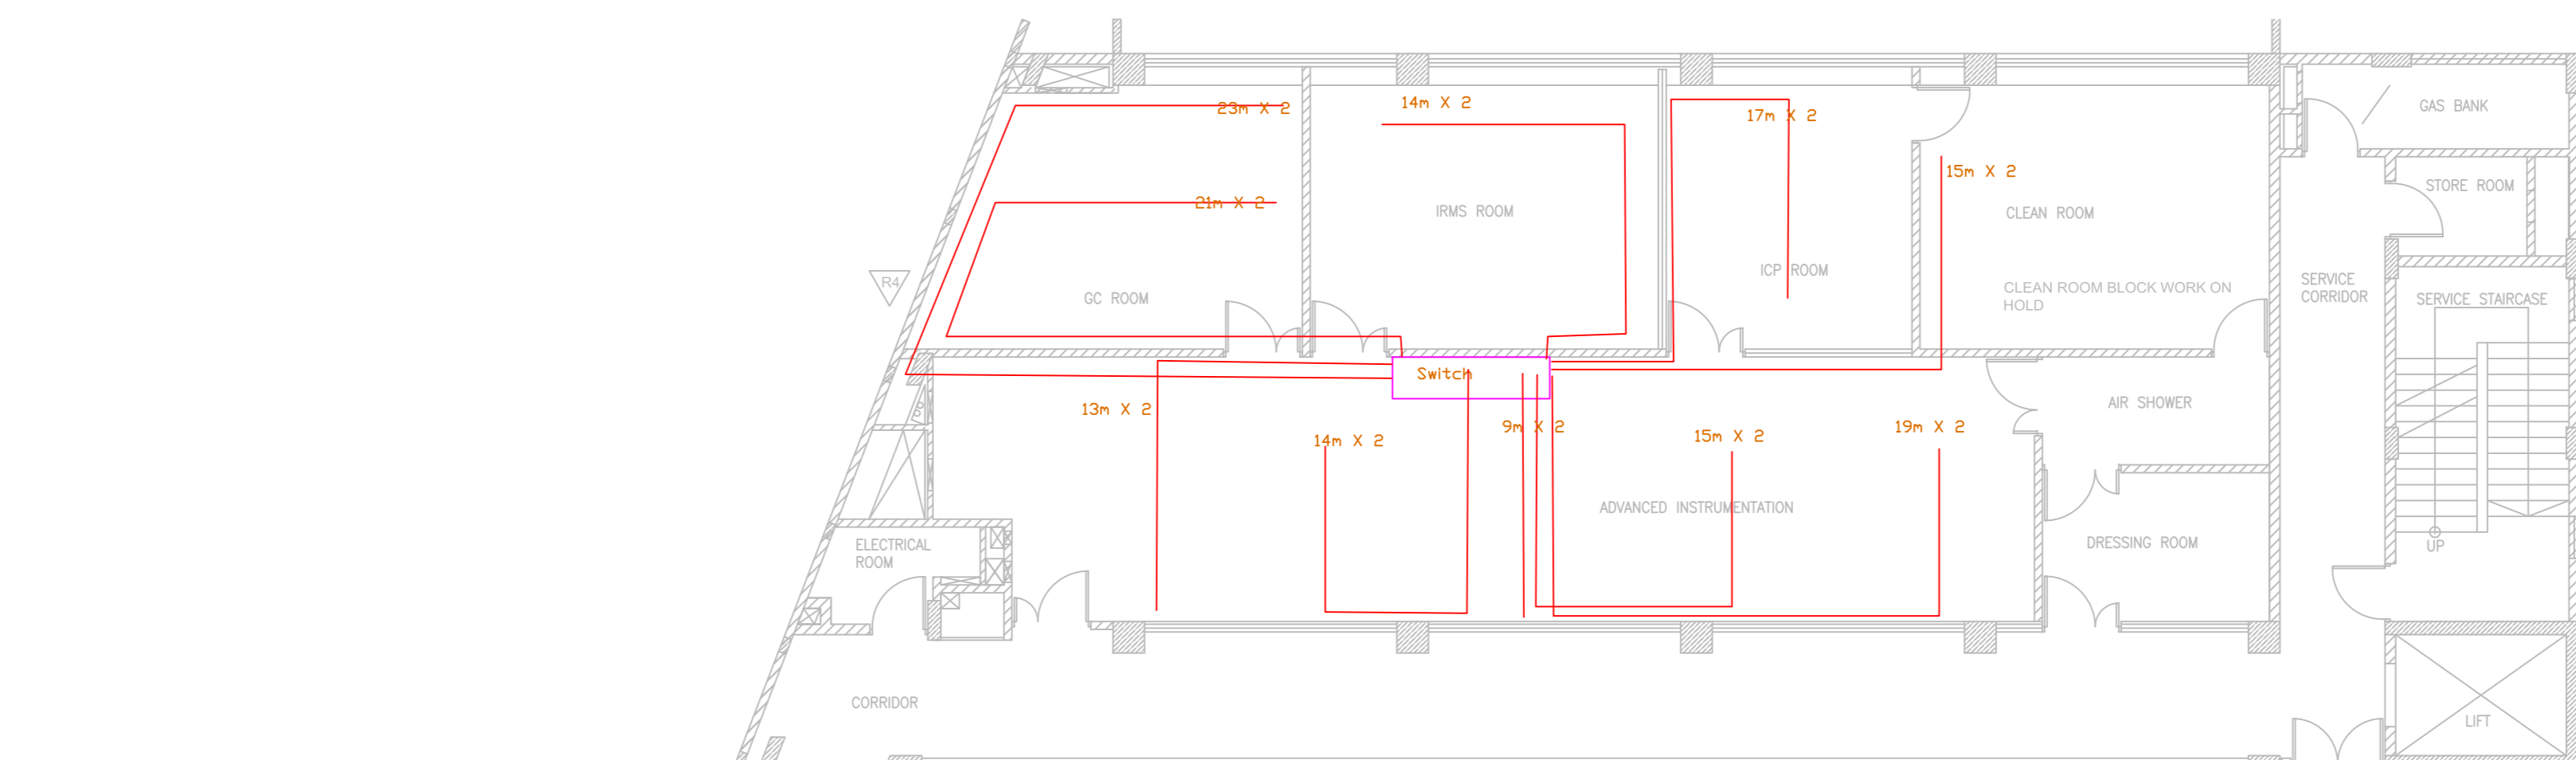 23m X 2
14m X 2
17m X 2
GAS BANK
15m X 2
STORE ROOM
21m X 2
IRMS ROOM
CLEAN ROOM
R4
GC ROOM
ICP ROOM
CLEAN ROOM BLOCK WORK ON
HOLD
SERVICE
CORRIDOR
SERVICE STAIRCASE
Switch
13m X 2
14m X 2
9m X 2
15m X 2
19m X 2
AIR SHOWER
ADVANCED INSTRUMENTATION
ELECTRICAL
ROOM
DRESSING ROOM
UP
CORRIDOR
LIFT